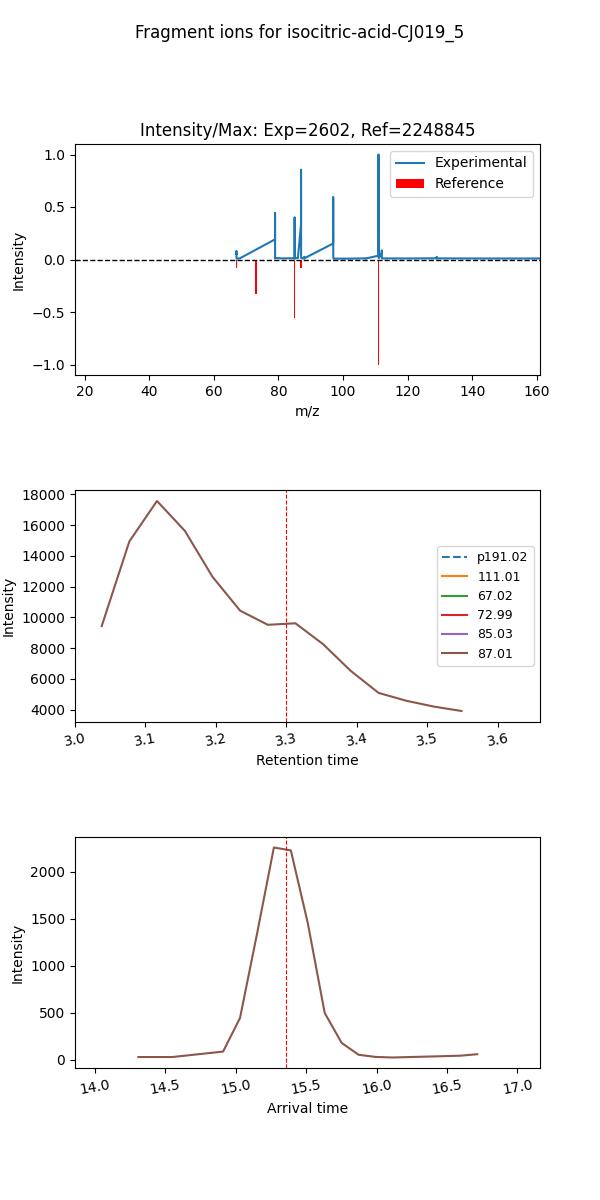 Fragment ions for isocitric-acid-CJ019_5
Intensity/Max: Exp=2602, Ref=2248845
1.0
0.5
0.0
−0.5
−1.0
Intensity
Experimental
Reference
20 40 60 80 100 120 140 160
m/z
18000
16000
14000
12000
10000
8000
6000
4000
Intensity
p191.02
111.01
67.02
72.99
85.03
87.01
3.0 3.1 3.2 3.3 3.4 3.5 3.6
Retention time
2000
1500
1000
500
0
Intensity
14.0 14.5 15.0 15.5 16.0 16.5 17.0
Arrival time